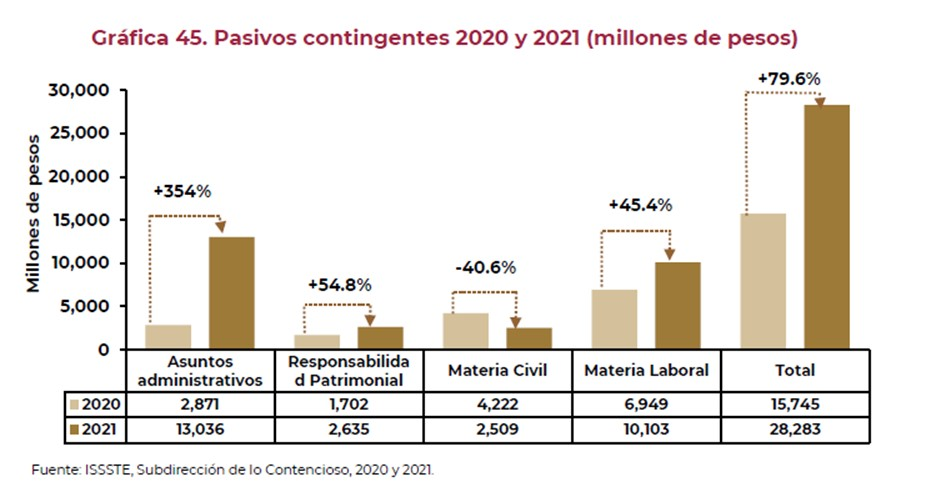 Gráfica 45. Pasivos contingentes 2020 y 2021 (millones de pesos)
Millones de pesos
30,000
25,000
20,000
15,000
10,000
5,000
0
+354%
+54.8%
-40.6%
+45.4%
+79.6%
Asuntos administrativos Responsabilida d Patrimonial Materia Civil Materia Laboral Total
2020 2,871 1,702 4,222 6,949 15,745
2021 13,036 2,635 2,509 10,103 28,283
Fuente: ISSSTE, Subdirección de lo Contencioso, 2020 y 2021.